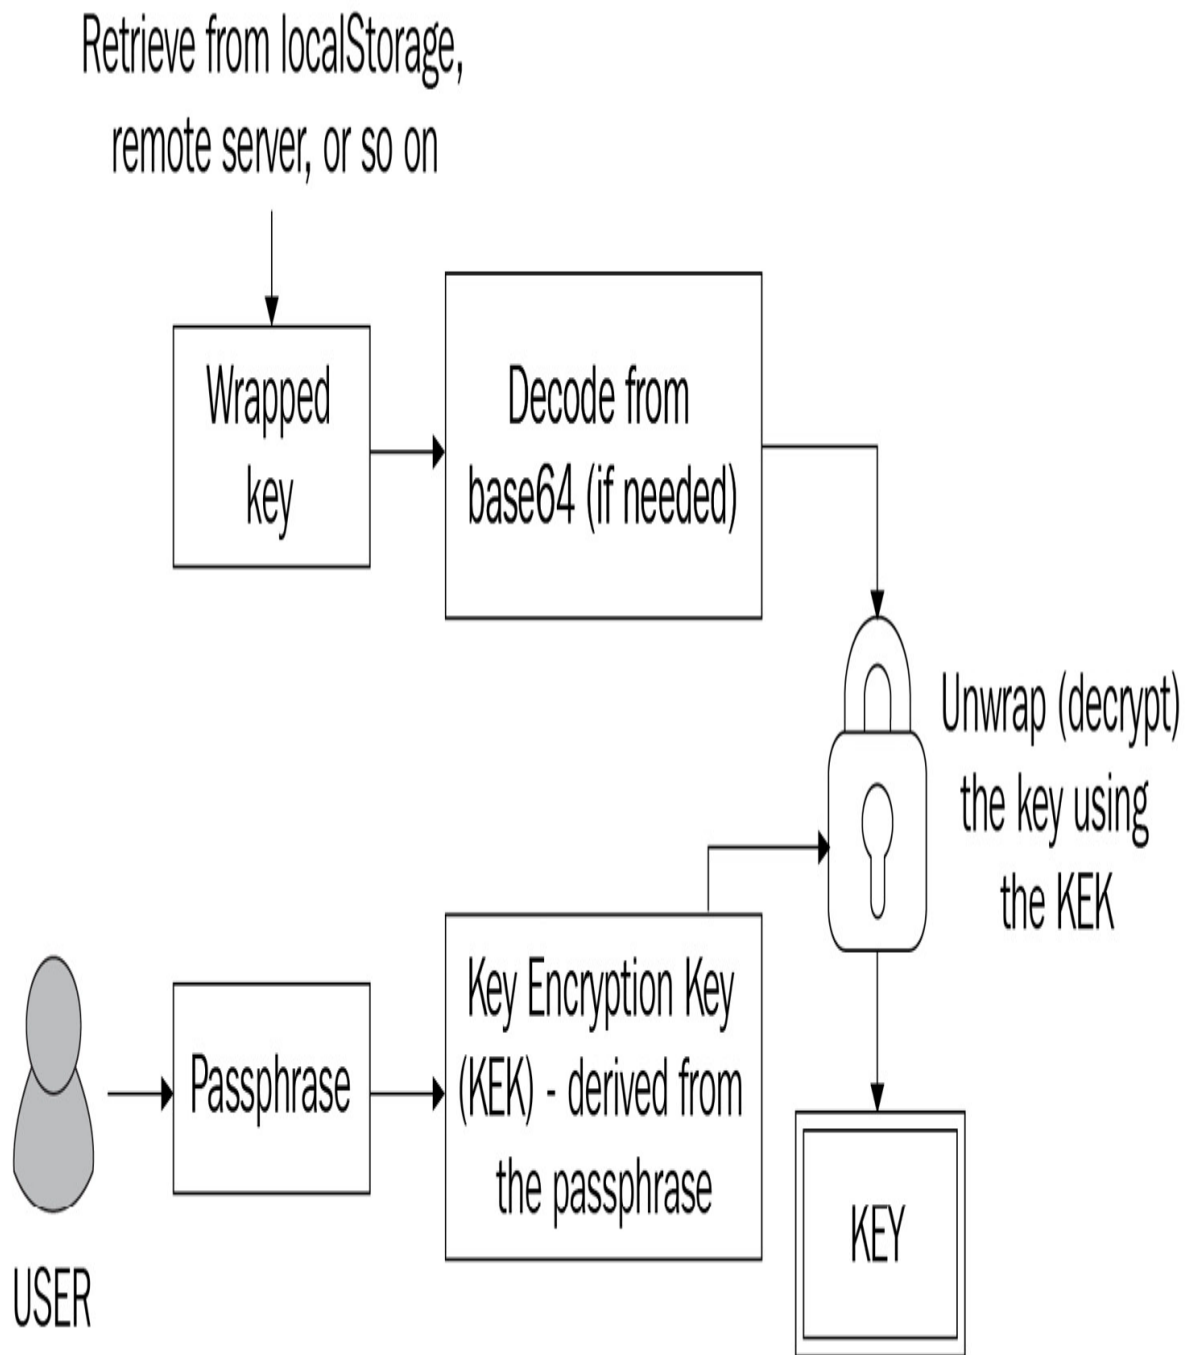 Retrieve from localStorage,
remote server, or so on
Wrapped
key
Decode from
base64 (if needed)
Unwrap (decrypt)
the key using
the KEK
Passphrase
Key Encryption Key
(KEK) - derived from
the passphrase
KEY
USER